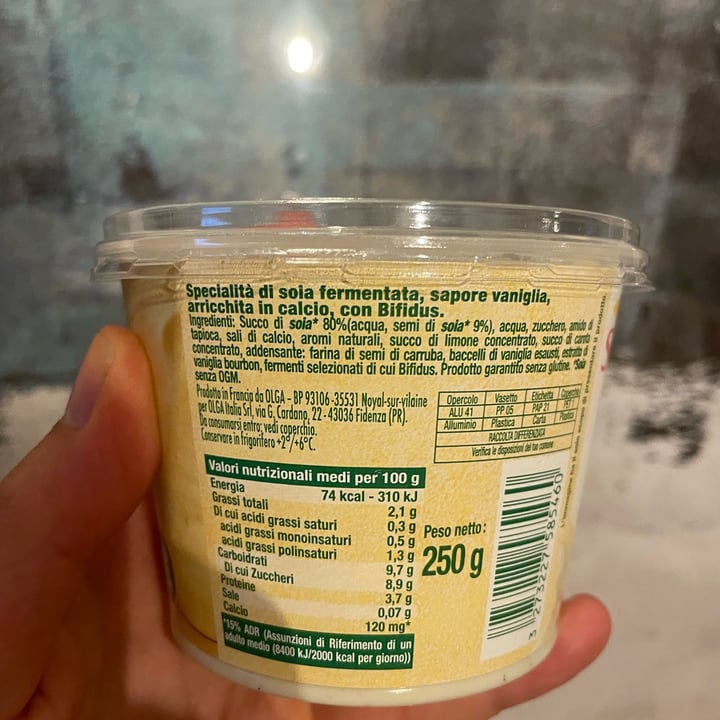 Specialità di soia fermentata, sapore vaniglia,
arricchita in calcio, con Bifidus.
Ingredienti: Succo di soia* 80%(acqua, semi di soia* 9%), acqua, zucchero, amido di
tapioca, sali di calcio, aromi naturali, succo di limone concentrato, succo di carota
concentrato, addensante: farina di semi di carruba, baccelli di vaniglia esausti, estratto di
vaniglia bourbon, fermenti selezionati di cui Bifidus. Prodotto garantito senza glutine. *Soia
senza OGM.
Prodotto in Francia da OLGA - BP 93106-35531 Noyal-sur-vilaine
per OLGA Italia Srl, via G. Cardano, 22 - 43036 Fidenza (PR).
Da consumarsi entro: vedi coperchio.
Conservare in frigorifero +2°/+6°C.
Opercolo Vasetto Etichetta Coperchio
ALU 41 PP 05 PAP 21 PET 1
Alluminio Plastica Carta Plastica
RACCOLTA DIFFERENZIATA
Verifica le disposizioni del tuo comune
Valori nutrizionali medi per 100 g
Energia 74 kcal - 310 kJ
Grassi totali 2,1 g
Di cui acidi grassi saturi 0,3 g
acidi grassi monoinsaturi 0,5 g
acidi grassi polinsaturi 1,3 g
Carboidrati 9,7 g
Di cui Zuccheri 8,9 g
Proteine 3,7 g
Sale 0,07 g
Calcio 120 mg*
*15% ADR (Assunzioni di Riferimento di un
adulto medio (8400 kJ/2000 kcal per giorno))
Peso netto:
250 g
3 273227 585460